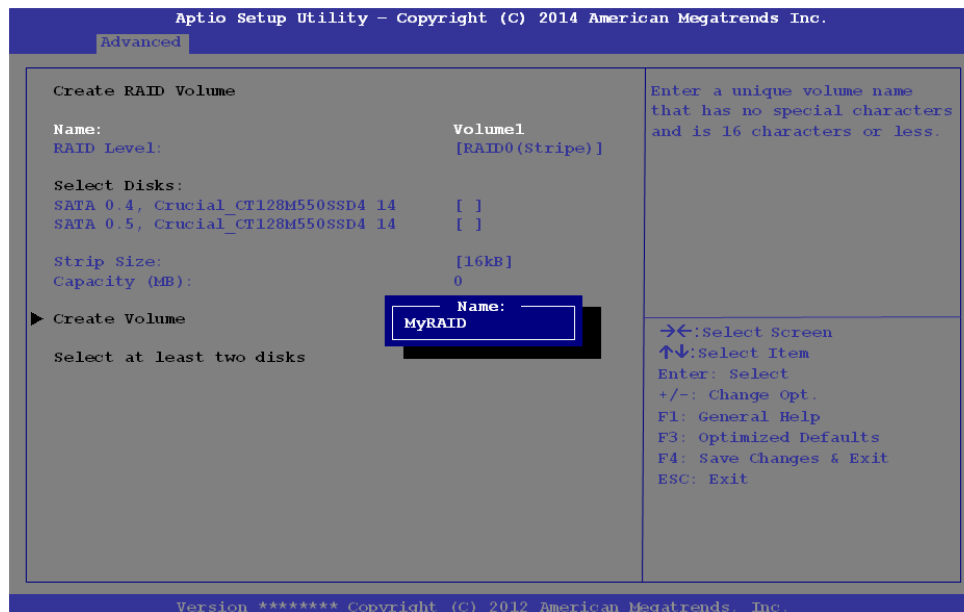 Aptio Setup Utility – Copyright (C) 2014 American Megatrends Inc.
Advanced
Create RAID Volume
Name: Volume1
RAID Level: [RAID0(Stripe)]
Select Disks:
SATA 0.4, Crucial_CT128M550SSD4 14 [ ]
SATA 0.5, Crucial_CT128M550SSD4 14 [ ]
Strip Size: [16kB]
Capacity (MB): 0
▶ Create Volume
Select at least two disks
Name:
MyRAID
Enter a unique volume name
that has no special characters
and is 16 characters or less.
→←:Select Screen
↑↓:Select Item
Enter: Select
+/-: Change Opt.
F1: General Help
F3: Optimized Defaults
F4: Save Changes & Exit
ESC: Exit
Version ******** Copyright (C) 2012 American Megatrends, Inc.